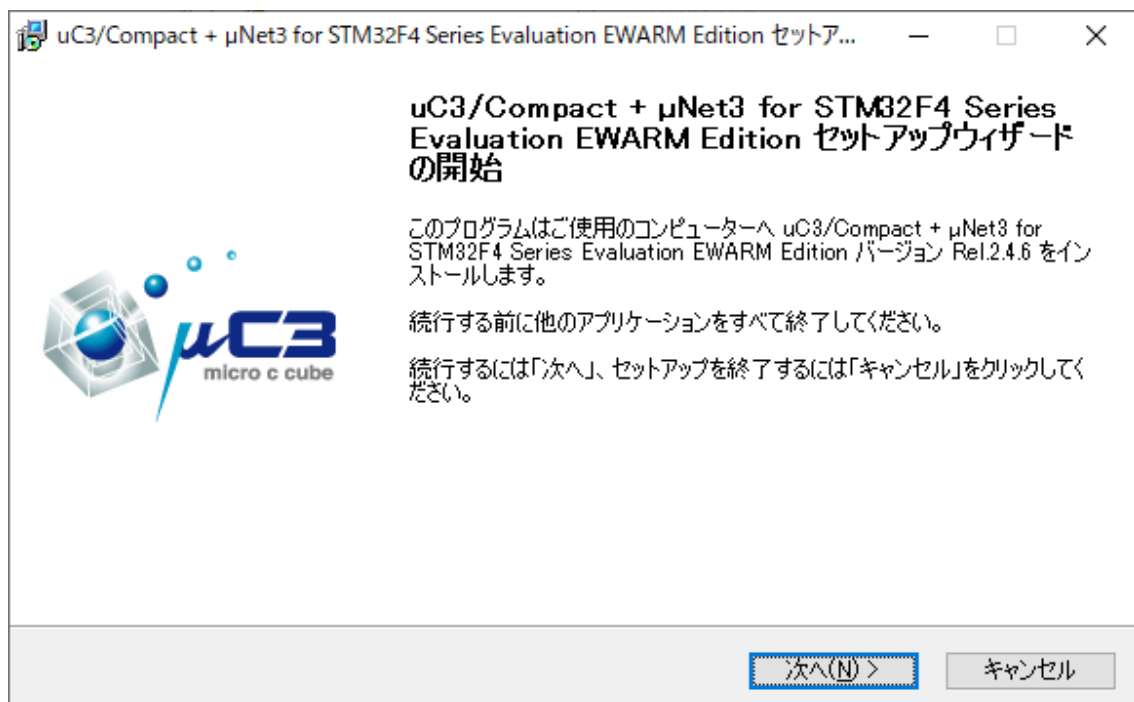 uC3/Compact + µNet3 for STM32F4 Series Evaluation EWARM Edition セットア...
uC3/Compact + µNet3 for STM32F4 Series
Evaluation EWARM Edition セットアップウィザード
の開始
このプログラムはご使用のコンピューターへ uC3/Compact + µNet3 for
STM32F4 Series Evaluation EWARM Edition バージョン Rel.2.4.6 をイン
ストールします。
続行する前に他のアプリケーションをすべて終了してください。
続行するには「次へ」、セットアップを終了するには「キャンセル」をクリックしてく
ださい。
µC3
micro c cube
次へ(N) >
キャンセル